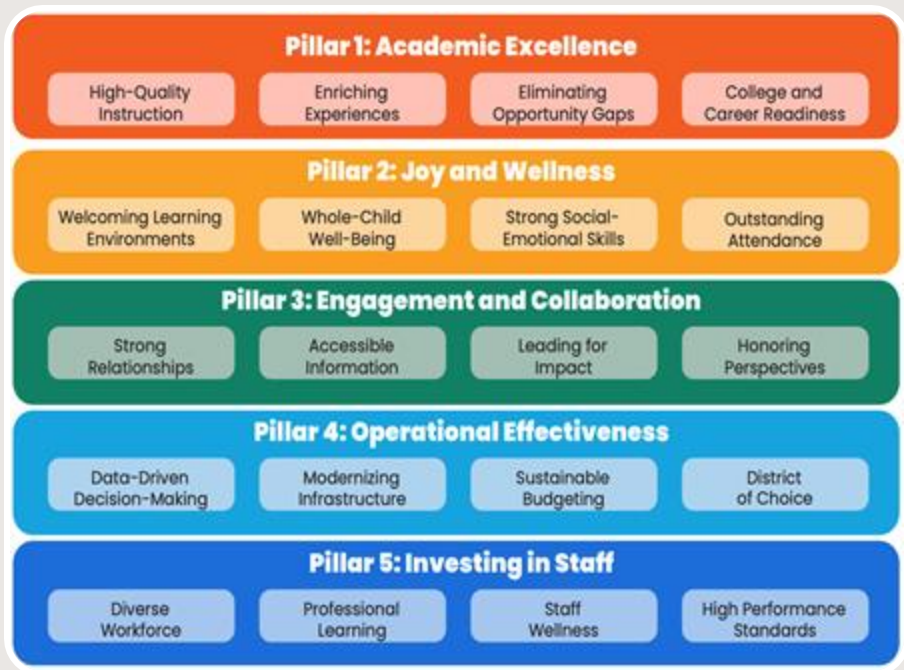 Pillar 1: Academic Excellence
High-Quality
Instruction
Enriching
Experiences
Eliminating
Opportunity Gaps
College and
Career Readiness
Pillar 2: Joy and Wellness
Welcoming Learning
Environments
Whole-Child
Well-Being
Strong Social-
Emotional Skills
Outstanding
Attendance
Pillar 3: Engagement and Collaboration
Strong
Relationships
Accessible
Information
Leading for
Impact
Honoring
Perspectives
Pillar 4: Operational Effectiveness
Data-Driven
Decision-Making
Modernizing
Infrastructure
Sustainable
Budgeting
District
of Choice
Pillar 5: Investing in Staff
Diverse
Workforce
Professional
Learning
Staff
Wellness
High Performance
Standards